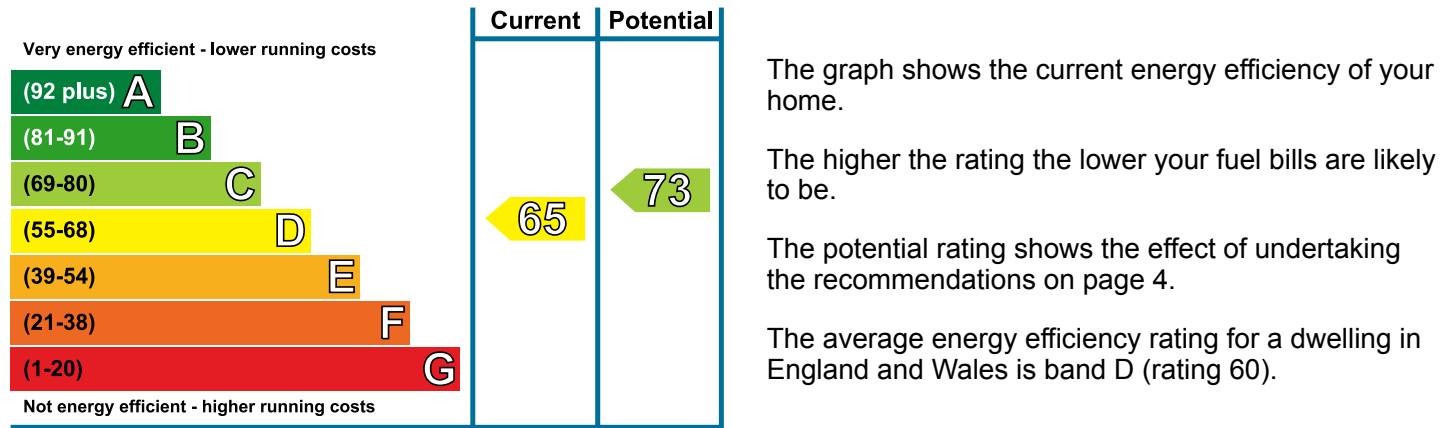 Current Potential
Very energy efficient - lower running costs
(92 plus) A
(81-91) B
(69-80) C
73
(55-68) D
65
(39-54) E
(21-38) F
(1-20) G
Not energy efficient - higher running costs
The graph shows the current energy efficiency of your
home.
The higher the rating the lower your fuel bills are likely
to be.
The potential rating shows the effect of undertaking
the recommendations on page 4.
The average energy efficiency rating for a dwelling in
England and Wales is band D (rating 60).